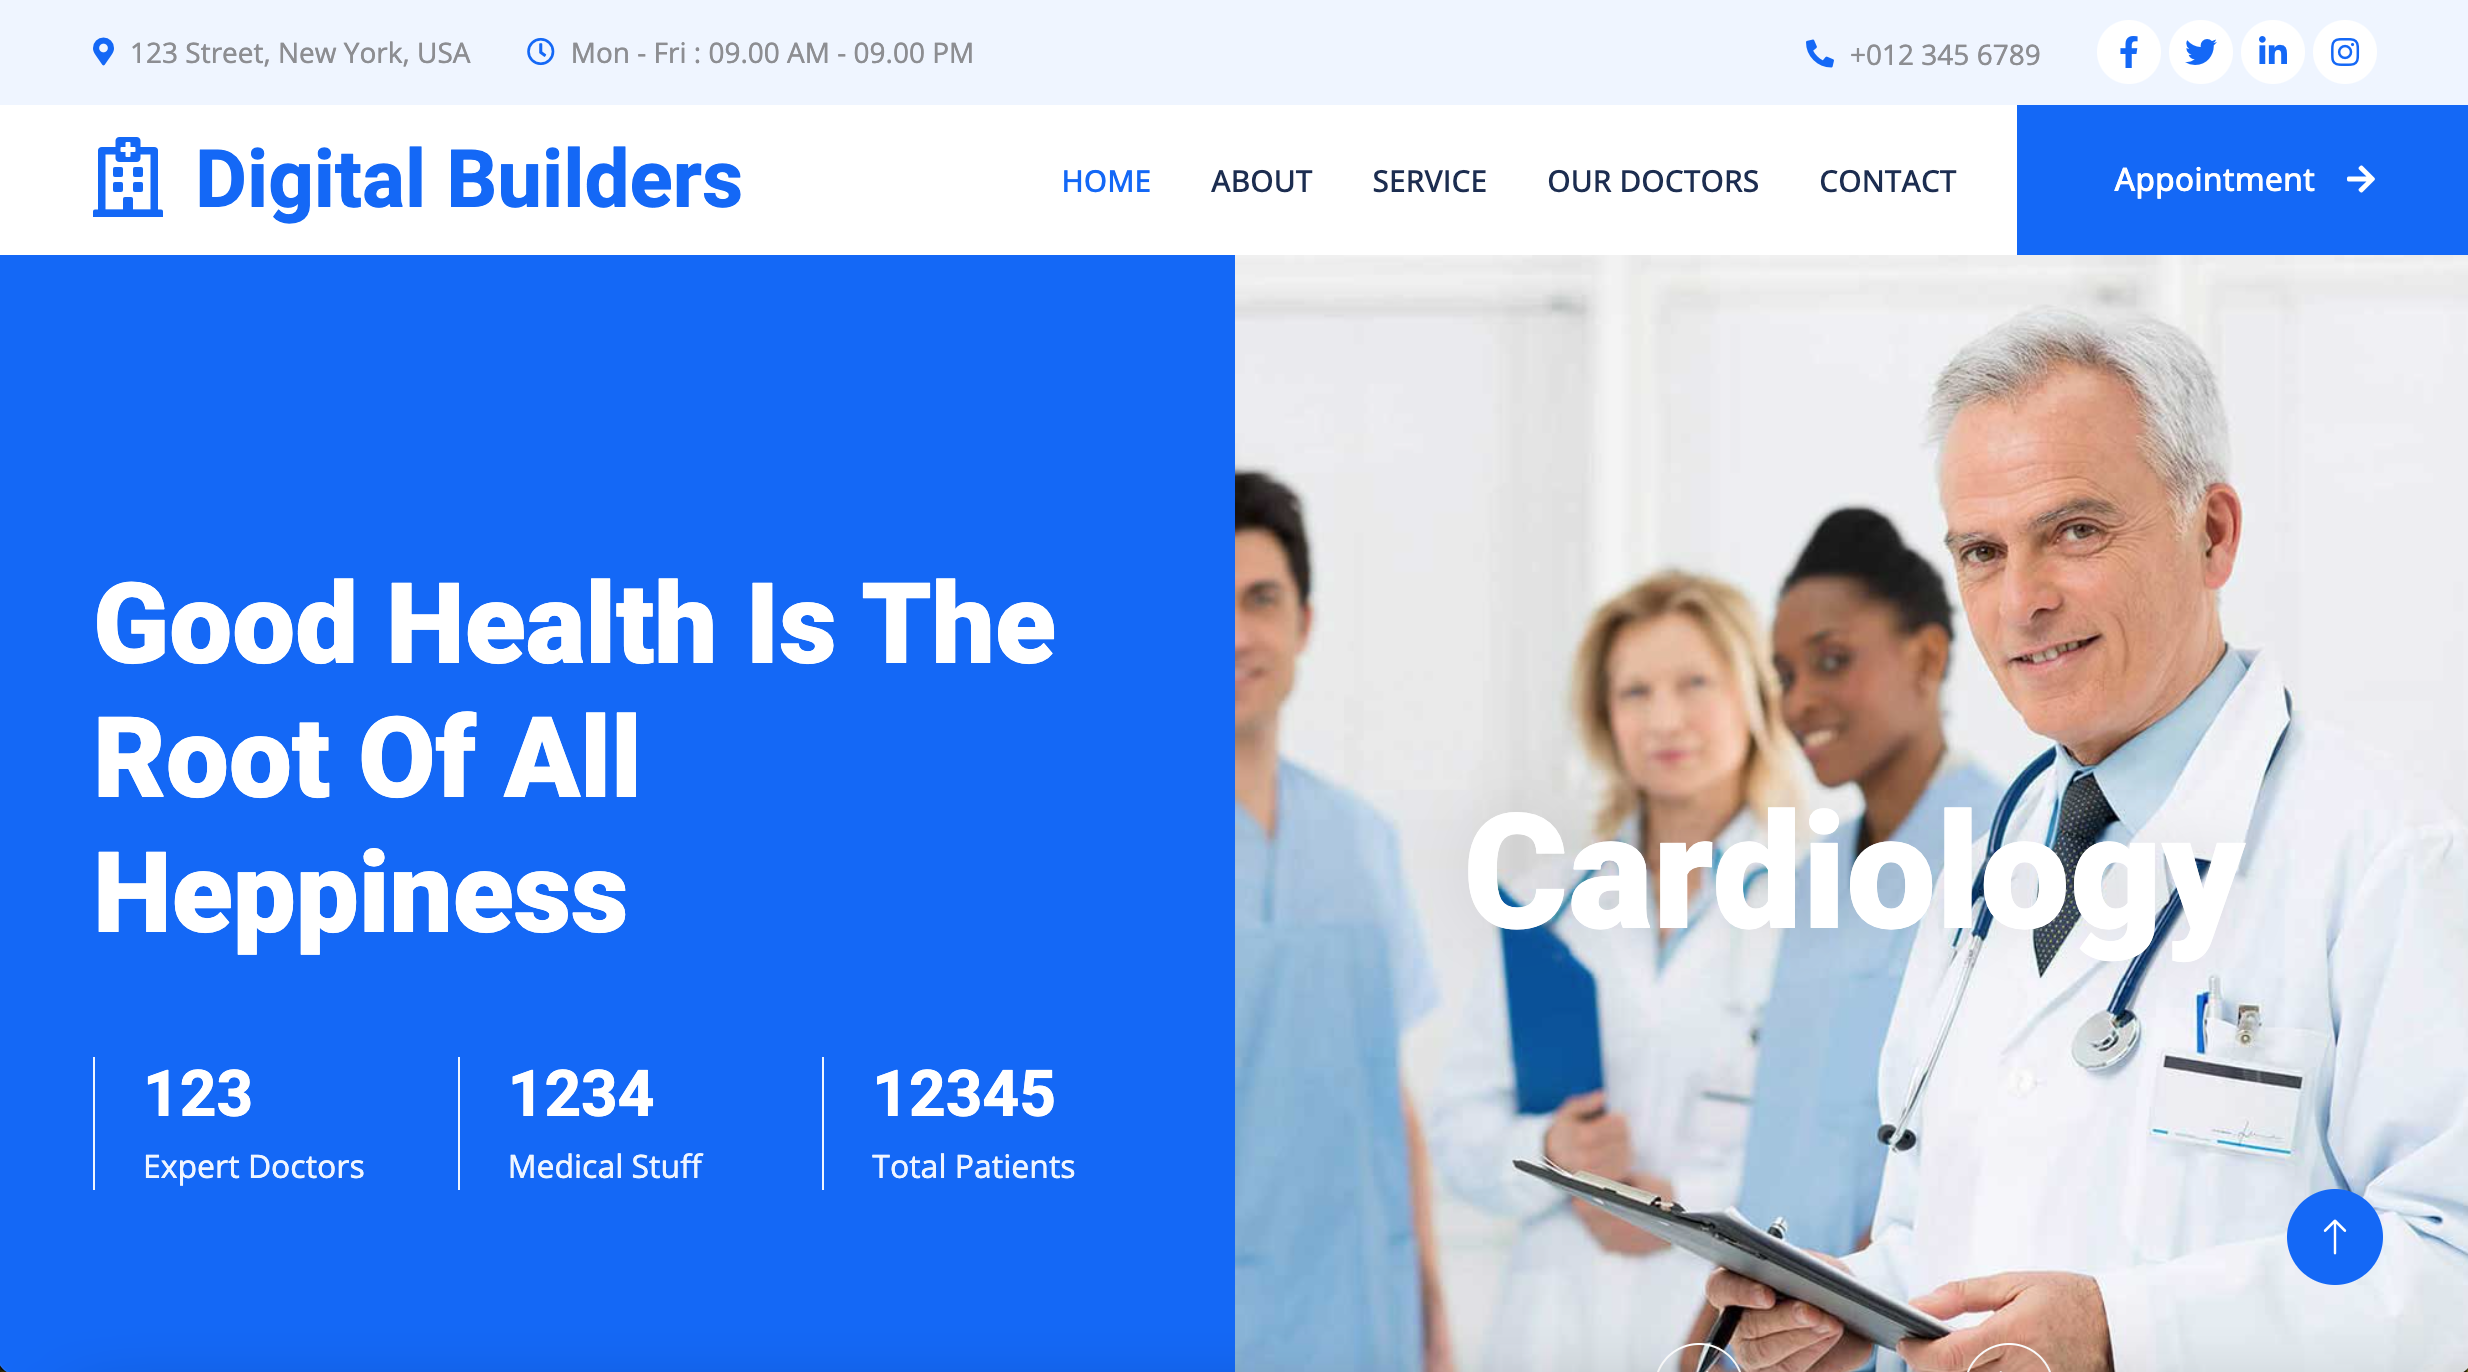 123 Street, New York, USA
Mon - Fri : 09.00 AM - 09.00 PM
+012 345 6789
Digital Builders
HOME
ABOUT
SERVICE
OUR DOCTORS
CONTACT
Appointment
Good Health Is The
Root Of All
Heppiness
123
Expert Doctors
1234
Medical Stuff
12345
Total Patients
Cardiology